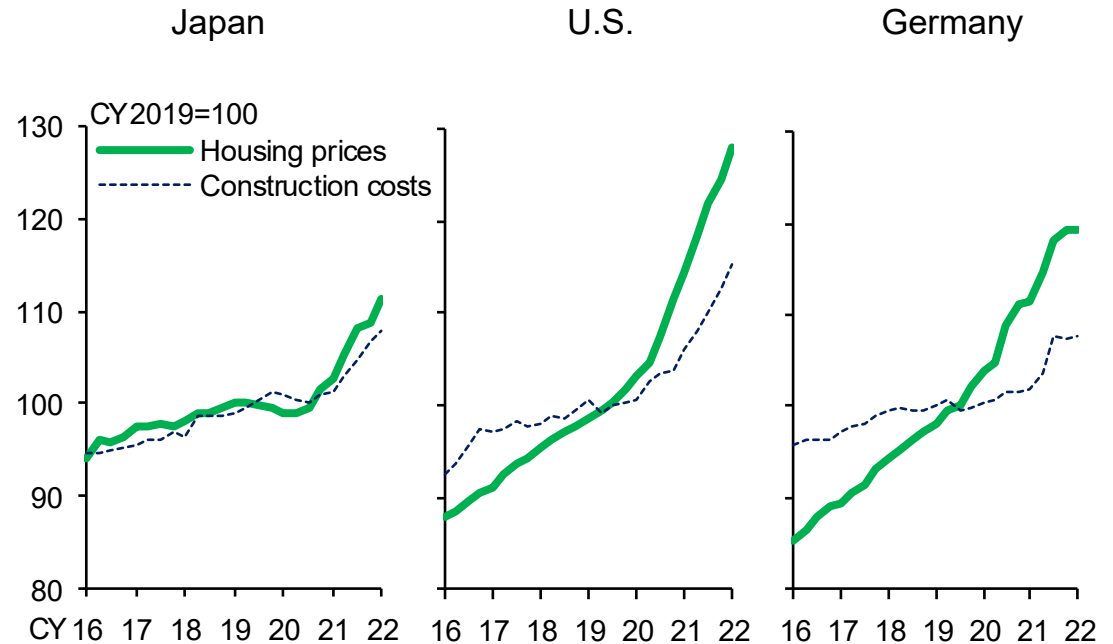 Japan
U.S.
Germany
CY2019=100
Housing prices
Construction costs
130
120
110
100
90
80
CY 16 17 18 19 20 21 22
16 17 18 19 20 21 22
16 17 18 19 20 21 22